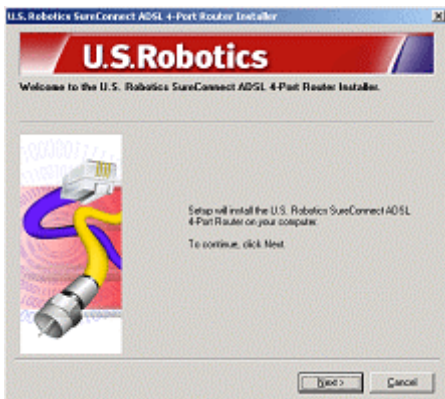 U.S. Robotics SureConnect ADSL 4-Port Router Installer
U.S.Robotics
Welcome to the U.S. Robotics SureConnect ADSL 4-Port Router Installer.
Setup will install the U.S. Robotics SureConnect ADSL
4-Port Router on your computer.
To continue, click Next.
Next >
Cancel